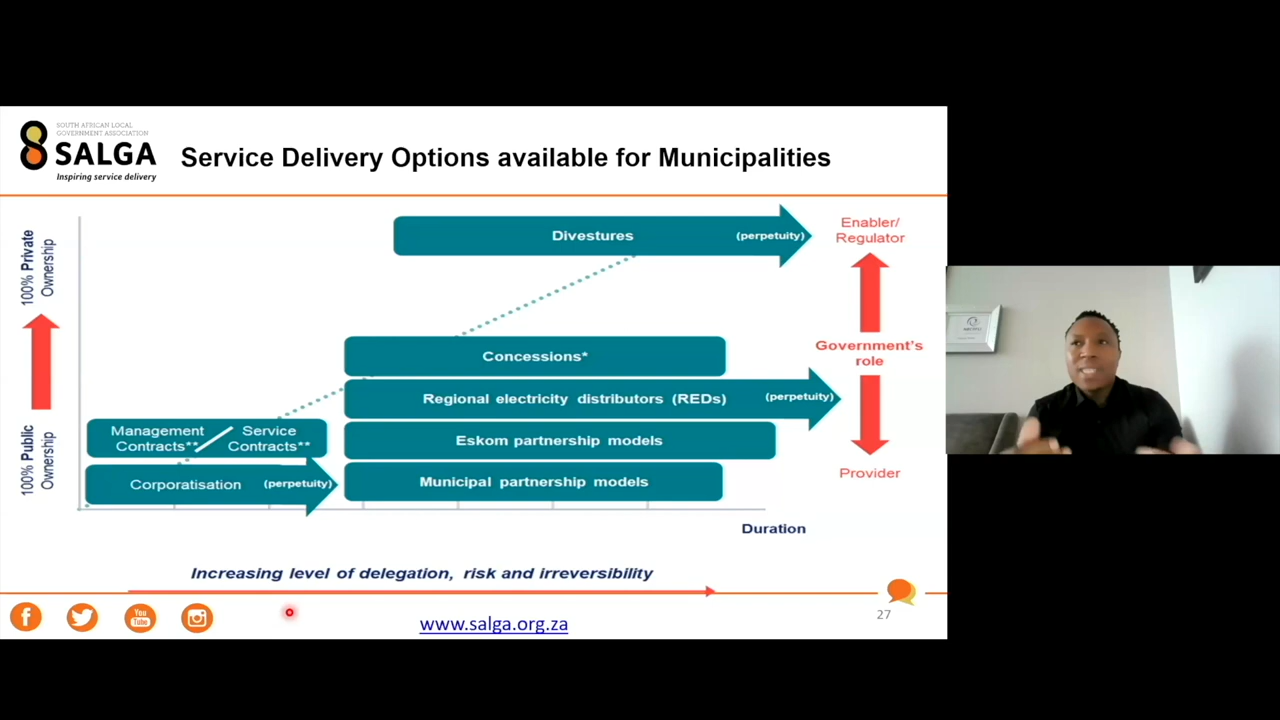 SOUTH AFRICAN LOCAL
GOVERNMENT ASSOCIATION
SALGA
Inspiring service delivery
Service Delivery Options available for Municipalities
100% Private
Ownership
100% Public
Ownership
Divestures
(perpetuity)
Concessions*
Regional electricity distributors (REDs)
(perpetuity)
Management
Contracts**
Service
Contracts**
Eskom partnership models
Corporatisation
(perpetuity)
Municipal partnership models
Enabler/
Regulator
Government's
role
Provider
Duration
Increasing level of delegation, risk and irreversibility
f
You
Tube
www.salga.org.za
27